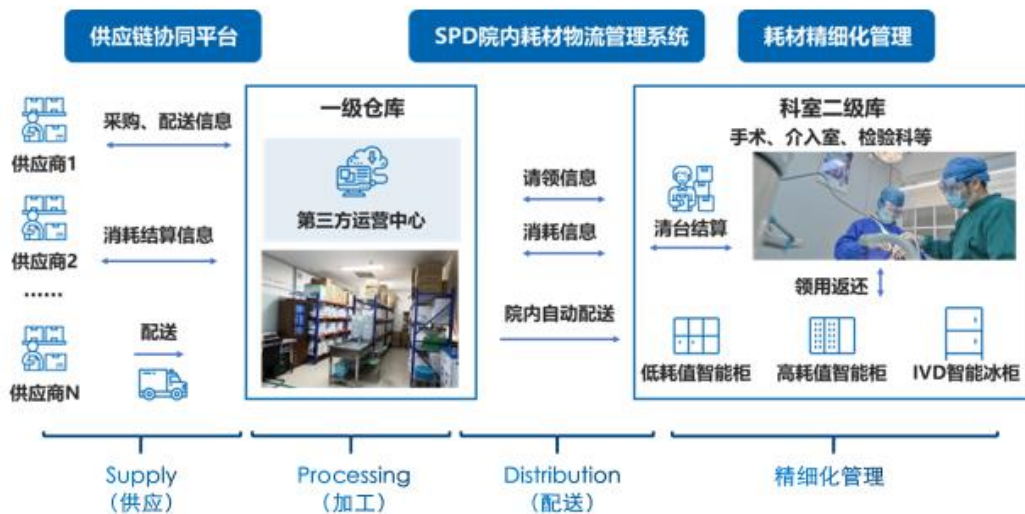 供应链协同平台
SPD院内耗材物流管理系统
耗材精细化管理
供应商1
采购、配送信息
供应商2
消耗结算信息
......
供应商N
配送
一级仓库
第三方运营中心
请领信息
消耗信息
院内自动配送
科室二级库
手术、介入室、检验科等
清台结算
领用返还
低耗值智能柜
高耗值智能柜
IVD智能冰柜
Supply
（供应）
Processing
（加工）
Distribution
（配送）
精细化管理